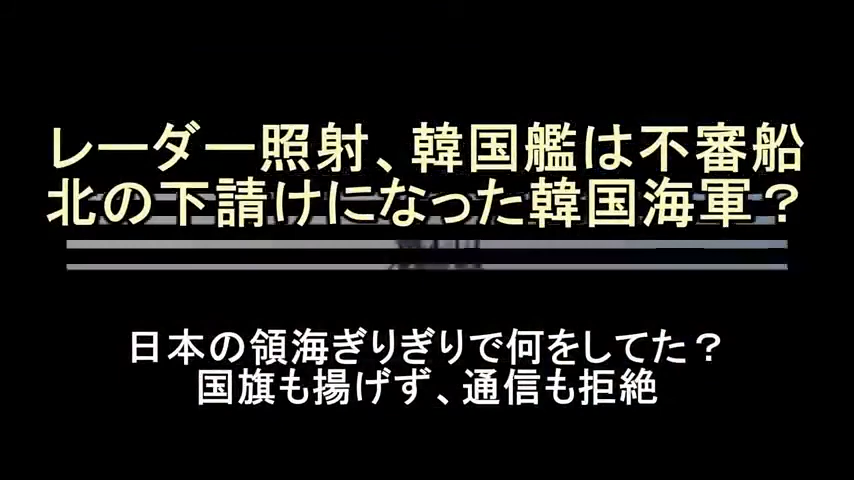 レーダー照射、韓国艦は不審船
北の下請けになった韓国海軍？
日本の領海ぎりぎりで何をしてた？
国旗も揚げず、通信も拒絶